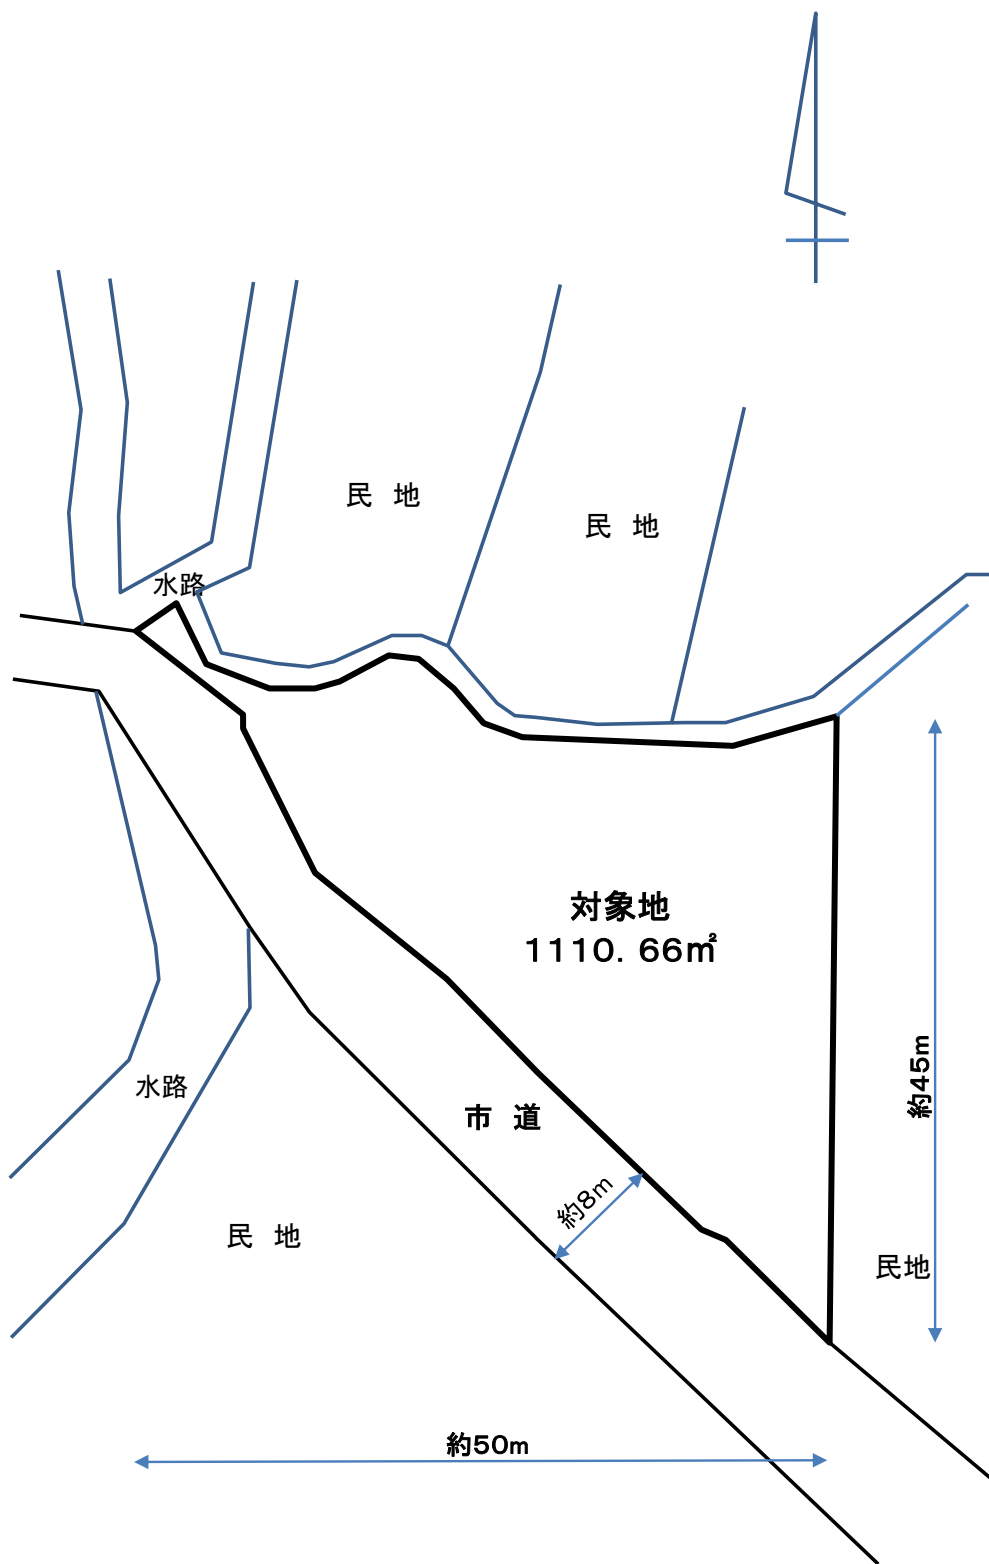 民 地
民 地
水路
対象地
1110．66㎡
約45m
水路
市 道
約8m
民 地
民地
約50m